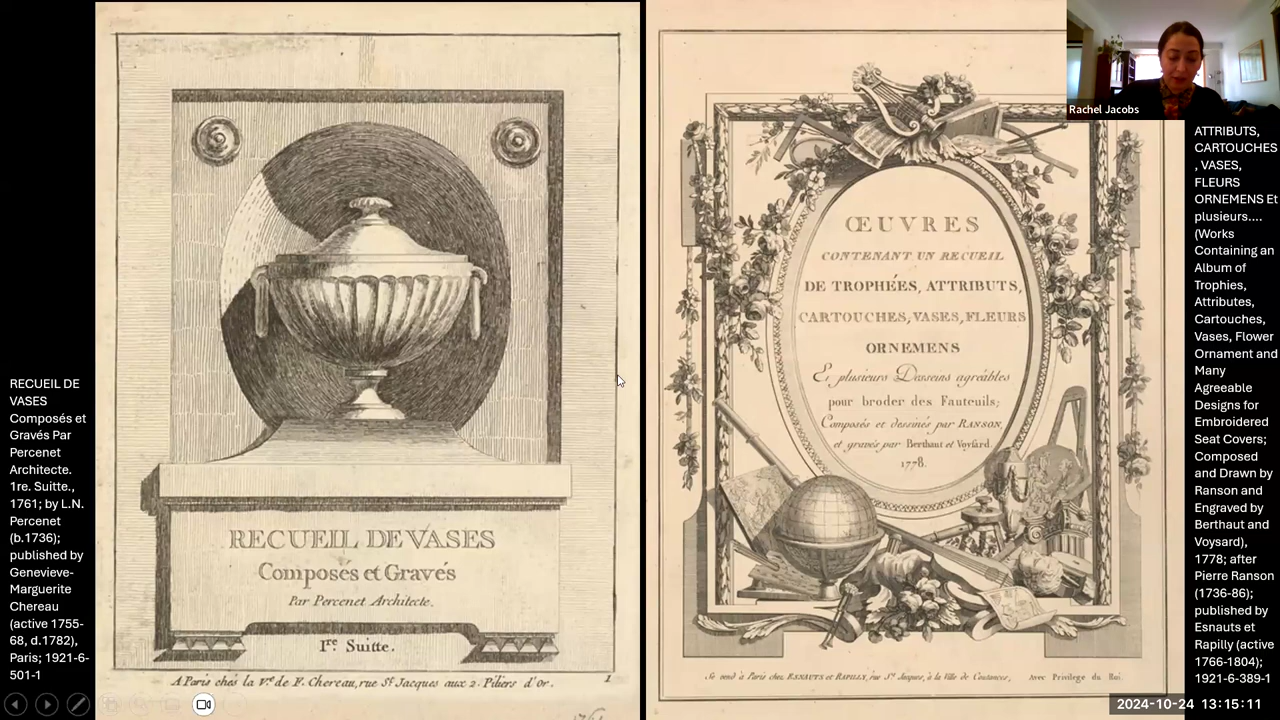 RECUEIL DE
VASES
Composés et
Gravés Par
Percenet
Architecte.
1re. Suitte.,
1761; by L.N.
Percenet
(b.1736);
published by
Genevieve-
Marguerite
Chereau
(active 1755-
68, d.1782),
Paris; 1921-6-
501-1
RECUEIL DE VASES
Composés et Gravés
Par Percenet Architecte.
1re. Suitte.
A Paris chés la Ve. de F. Chereau, rue St. Jacques aux 2. Piliers d'or.
1
ŒUVRES
CONTENANT UN RECUEIL
DE TROPHÉES, ATTRIBUTS,
CARTOUCHES, VASES, FLEURS
ORNEMENS
Et plusieurs Desseins agréables
pour broder des Fauteuils;
Composés et dessinés par RANSON,
et gravés par Berthaut et Voysard.
1778.
Se vend à Paris chez ESNAUTS et RAPILLY, rue St. Jacques, à la Ville de Coutances, Avec Privilege du Roi.
Rachel Jacobs
ATTRIBUTS,
CARTOUCHES
, VASES,
FLEURS
ORNEMENS Et
plusieurs....
(Works
Containing an
Album of
Trophies,
Attributes,
Cartouches,
Vases, Flower
Ornament and
Many
Agreeable
Designs for
Embroidered
Seat Covers;
Composed
and Drawn by
Ranson and
Engraved by
Berthaut and
Voysard),
1778; after
Pierre Ranson
(1736-86);
published by
Esnauts et
Rapilly (active
1766-1804);
1921-6-389-1
2024-10-24 13:15:11